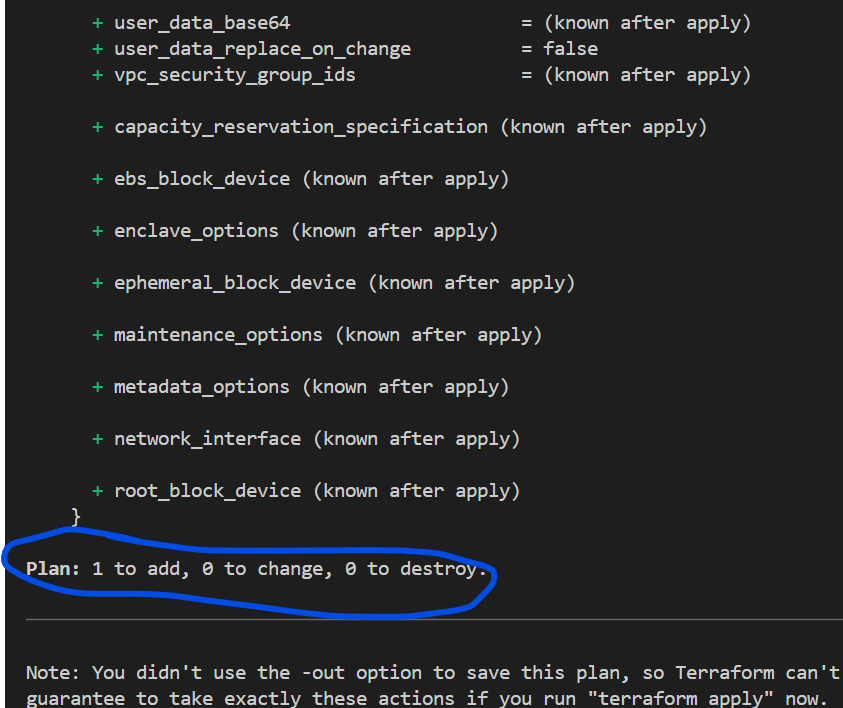 + user_data_base64 = (known after apply)
+ user_data_replace_on_change = false
+ vpc_security_group_ids = (known after apply)
+ capacity_reservation_specification (known after apply)
+ ebs_block_device (known after apply)
+ enclave_options (known after apply)
+ ephemeral_block_device (known after apply)
+ maintenance_options (known after apply)
+ metadata_options (known after apply)
+ network_interface (known after apply)
+ root_block_device (known after apply)
}
Plan: 1 to add, 0 to change, 0 to destroy.
Note: You didn't use the -out option to save this plan, so Terraform can't
guarantee to take exactly these actions if you run "terraform apply" now.